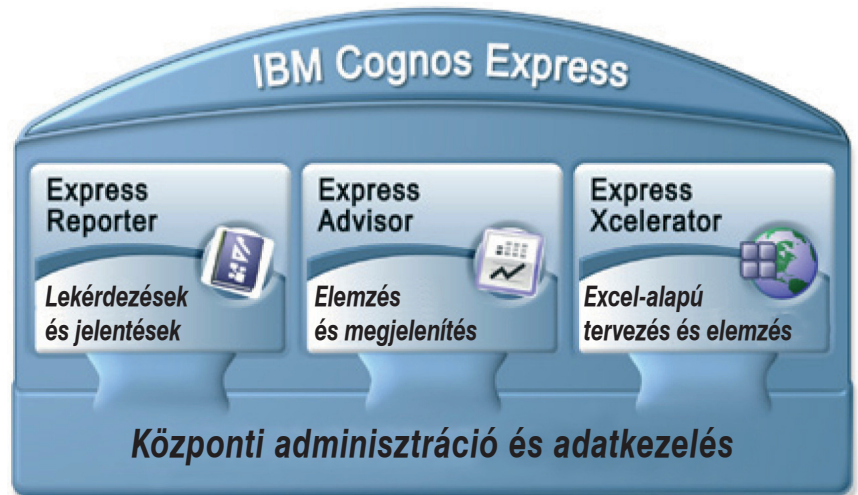 IBM Cognos Express
Express
Reporter
Lekérdezések
és jelentések
Express
Advisor
Elemzés
és megjelenítés
Express
Xcelerator
Excel-alapú
tervezés és elemzés
Központi adminisztráció és adatkezelés